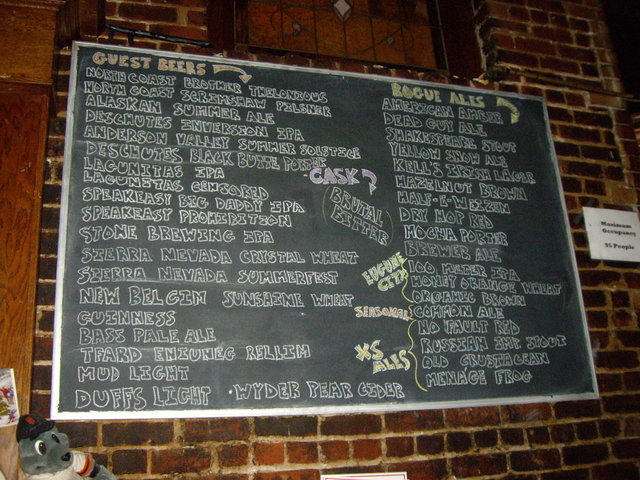 GUEST BEERS
NORTH COAST BROTHER THELONIOUS
NORTH COAST SCRIMSHAW PILSNER
ALASKAN SUMMER ALE
DESCHUTES INVERSION IPA
ANDERSON VALLEY SUMMER SOLSTICE
DESCHUTES BLACK BUTTE PORTER
LAGUNITAS IPA
LAGUNITAS CENSORED
SPEAKEASY BIG DADDY IPA
SPEAKEASY PROHIBITION
STONE BREWING IPA
SIERRA NEVADA CRYSTAL WHEAT
SIERRA NEVADA SUMMERFEST
NEW BELGIM SUNSHINE WHEAT
GUINNESS
BASS PALE ALE
TRARD ENZUNEG RELLIM
MUD LIGHT
DUFFS LIGHT • WYDER PEAR CIDER
CASK
BRUTAL
BITTER
ROGUE ALES
AMERICAN AMBER
DEAD GUY ALE
SHAKESPEARE STOUT
YELLOW SNOW ALE
KELL'S IRISH LAGER
HAZELNUT BROWN
HALF-E-WEIZEN
DRY HOP RED
MOCHA PORTER
BREWER ALE
EUGENE
CITY
100 METER IPA
HONEY ORANGE WHEAT
ORGANIC BROWN
SEASONAL
COMMON ALE
NO FAULT RED
XS
ALES
RUSSIAN IMP STOUT
OLD CRUSTACEAN
MENAGE FROG
Maximum
Occupancy
95 People